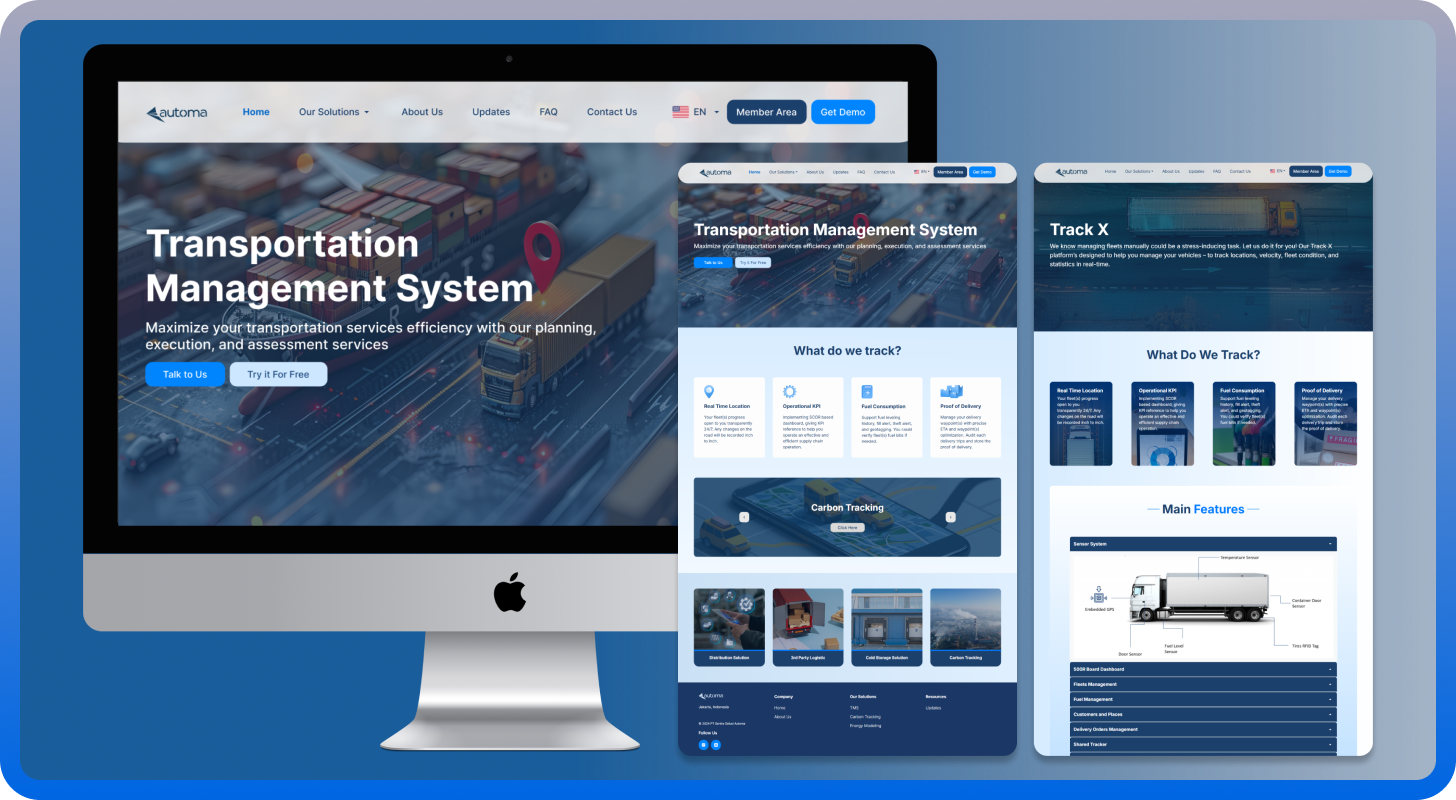 automa
Home
Our Solutions
About Us
Updates
FAQ
Contact Us
EN
Member Area
Get Demo
Transportation
Management System
Maximize your transportation services efficiency with our planning,
execution, and assessment services
Talk to Us
Try it For Free
automa
Home
Our Solutions
About Us
Updates
FAQ
Contact Us
EN
Member Area
Get Demo
Transportation Management System
Maximize your transportation services efficiency with our planning, execution, and assessment services
Talk to Us
Try it For Free
What do we track?
Real Time Location
Your fleet(s) progress
open to you transparently
24/7. Any changes on the
road will be recorded inch
to inch.
Operational KPI
Implementing SCOR based
dashboard, giving KPI
reference to help you
operate an effective and
efficient supply chain
operation.
Fuel Consumption
Support fuel leveling
history, fill alert, theft alert,
and geotagging. You could
verify fleet(s) fuel bills if
needed.
Proof of Delivery
Manage your delivery
waypoint(s) with precise
ETA and waypoints
optimization. Audit each
delivery trips and store the
proof of delivery.
Carbon Tracking
Click Here
Distribution Solution
3rd Party Logistic
Cold Storage Solution
Carbon Tracking
automa
Jakarta, Indonesia
Follow Us
Company
Home
About Us
Our Solutions
TMS
Carbon Tracking
Energy Modeling
Resources
Updates
automa
Home
Our Solutions
About Us
Updates
FAQ
Contact Us
EN
Member Area
Get Demo
Track X
We know managing fleets manually could be a stress-inducing task. Let us do it for you! Our Track X
platform's designed to help you manage your vehicles – to track locations, velocity, fleet condition, and
statistics in real-time.
What Do We Track?
Real Time Location
Your fleet(s) progress
open to you
transparently 24/7. Any
changes on the road
will be recorded inch to
inch.
Operational KPI
Implementing SCOR
based dashboard, giving
KPI reference to help you
operate an effective and
efficient supply chain
operation.
Fuel Consumption
Support fuel leveling
history, fill alert, theft
alert, and geotagging.
You could verify fleet(s)
fuel bills if needed.
Proof of Delivery
Manage your delivery
waypoint(s) with precise
ETA and waypoints
optimization. Audit each
delivery trip and store
the proof of delivery.
FRAGIL
Main Features
Sensor System
Temperature Sensor
Embedded GPS
Container Door
Sensor
Door Sensor
Fuel Level
Sensor
Tires RFID Tag
SCOR Board Dashboard
Fleets Management
Fuel Management
Customers and Places
Delivery Orders Management
Shared Tracker